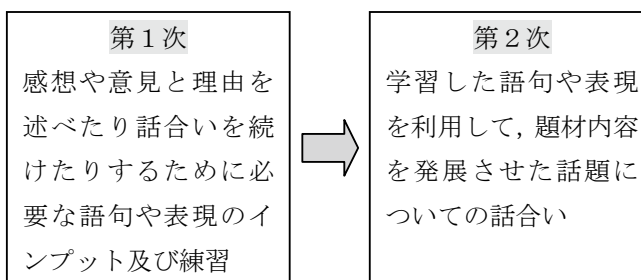 第１次
感想や意見と理由を
述べたり話合いを続
けたりするために必
要な語句や表現のイ
ンプット及び練習
第２次
学習した語句や表現
を利用して，題材内容
を発展させた話題に
ついての話合い